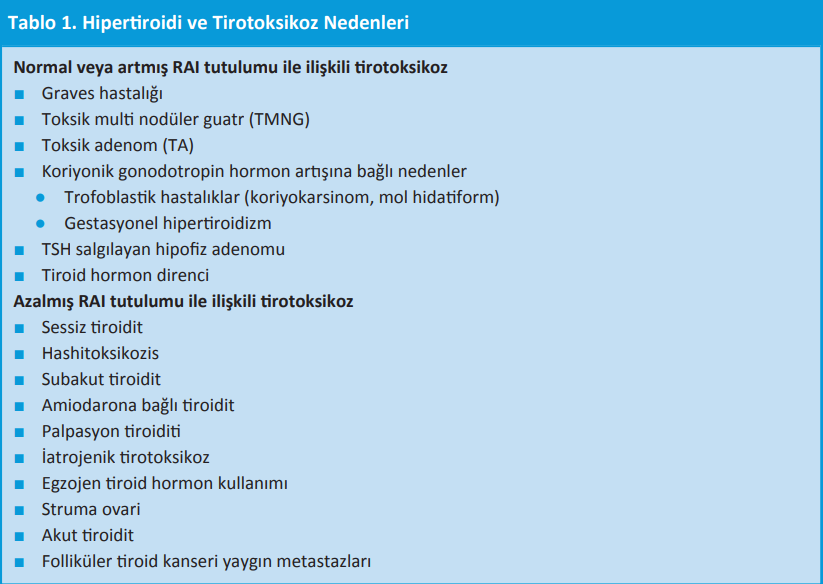 Tablo 1. Hipertiroidi ve Tirotoksikoz Nedenleri
Normal veya artmış RAI tutulumu ile ilişkili tirotoksikoz
■ Graves hastalığı
■ Toksik multi nodüler guatr (TMNG)
■ Toksik adenom (TA)
■ Koriyonik gonodotropin hormon artışına bağlı nedenler
● Trofoblastik hastalıklar (koriyokarsinom, mol hidatiform)
● Gestasyonel hipertiroidizm
■ TSH salgılayan hipofiz adenomu
■ Tiroid hormon direnci
Azalmış RAI tutulumu ile ilişkili tirotoksikoz
■ Sessiz tiroidit
■ Hashitoksikozis
■ Subakut tiroidit
■ Amiodarona bağlı tiroidit
■ Palpasyon tiroiditi
■ İatrojenik tirotoksikoz
■ Egzojen tiroid hormon kullanımı
■ Struma ovari
■ Akut tiroidit
■ Folliküler tiroid kanseri yaygın metastazları